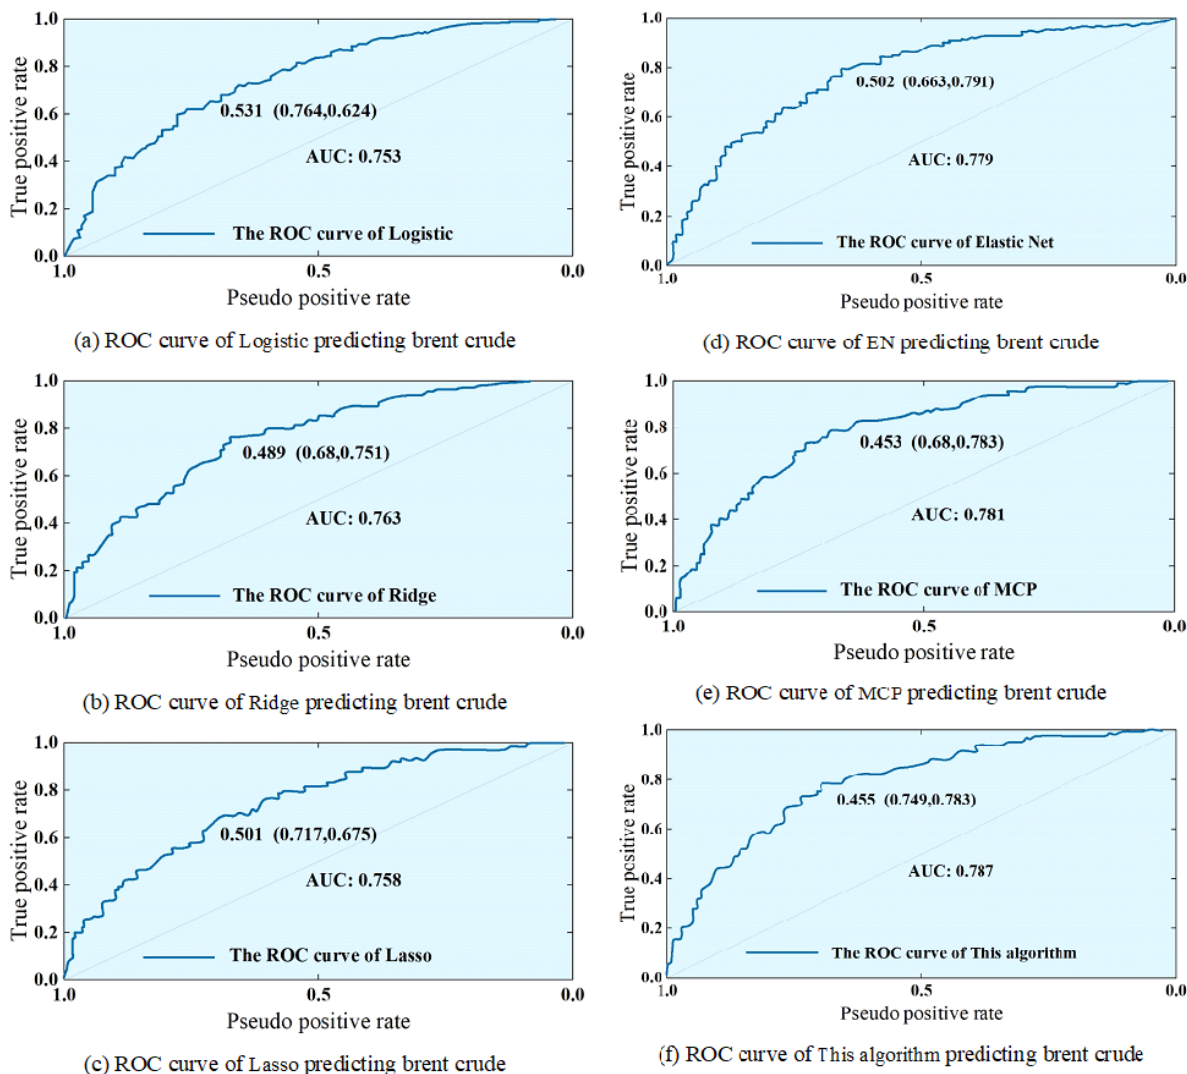 1.0
0.8
0.6
0.4
0.2
0.0
True positive rate
0.531 (0.764,0.624)
AUC: 0.753
The ROC curve of Logistic
1.0
0.5
0.0
Pseudo positive rate
(a) ROC curve of Logistic predicting brent crude
1.0
0.8
0.6
0.4
0.2
0.0
True positive rate
0.502 (0.663,0.791)
AUC: 0.779
The ROC curve of Elastic Net
1.0
0.5
0.0
Pseudo positive rate
(d) ROC curve of EN predicting brent crude
1.0
0.8
0.6
0.4
0.2
0.0
True positive rate
0.489 (0.68,0.751)
AUC: 0.763
The ROC curve of Ridge
1.0
0.5
0.0
Pseudo positive rate
(b) ROC curve of Ridge predicting brent crude
1.0
0.8
0.6
0.4
0.2
0.0
True positive rate
0.453 (0.68,0.783)
AUC: 0.781
The ROC curve of MCP
1.0
0.5
0.0
Pseudo positive rate
(e) ROC curve of MCP predicting brent crude
1.0
0.8
0.6
0.4
0.2
0.0
True positive rate
0.501 (0.717,0.675)
AUC: 0.758
The ROC curve of Lasso
1.0
0.5
0.0
Pseudo positive rate
(c) ROC curve of Lasso predicting brent crude
1.0
0.8
0.6
0.4
0.2
0.0
True positive rate
0.455 (0.749,0.783)
AUC: 0.787
The ROC curve of This algorithm
1.0
0.5
0.0
Pseudo positive rate
(f) ROC curve of This algorithm predicting brent crude